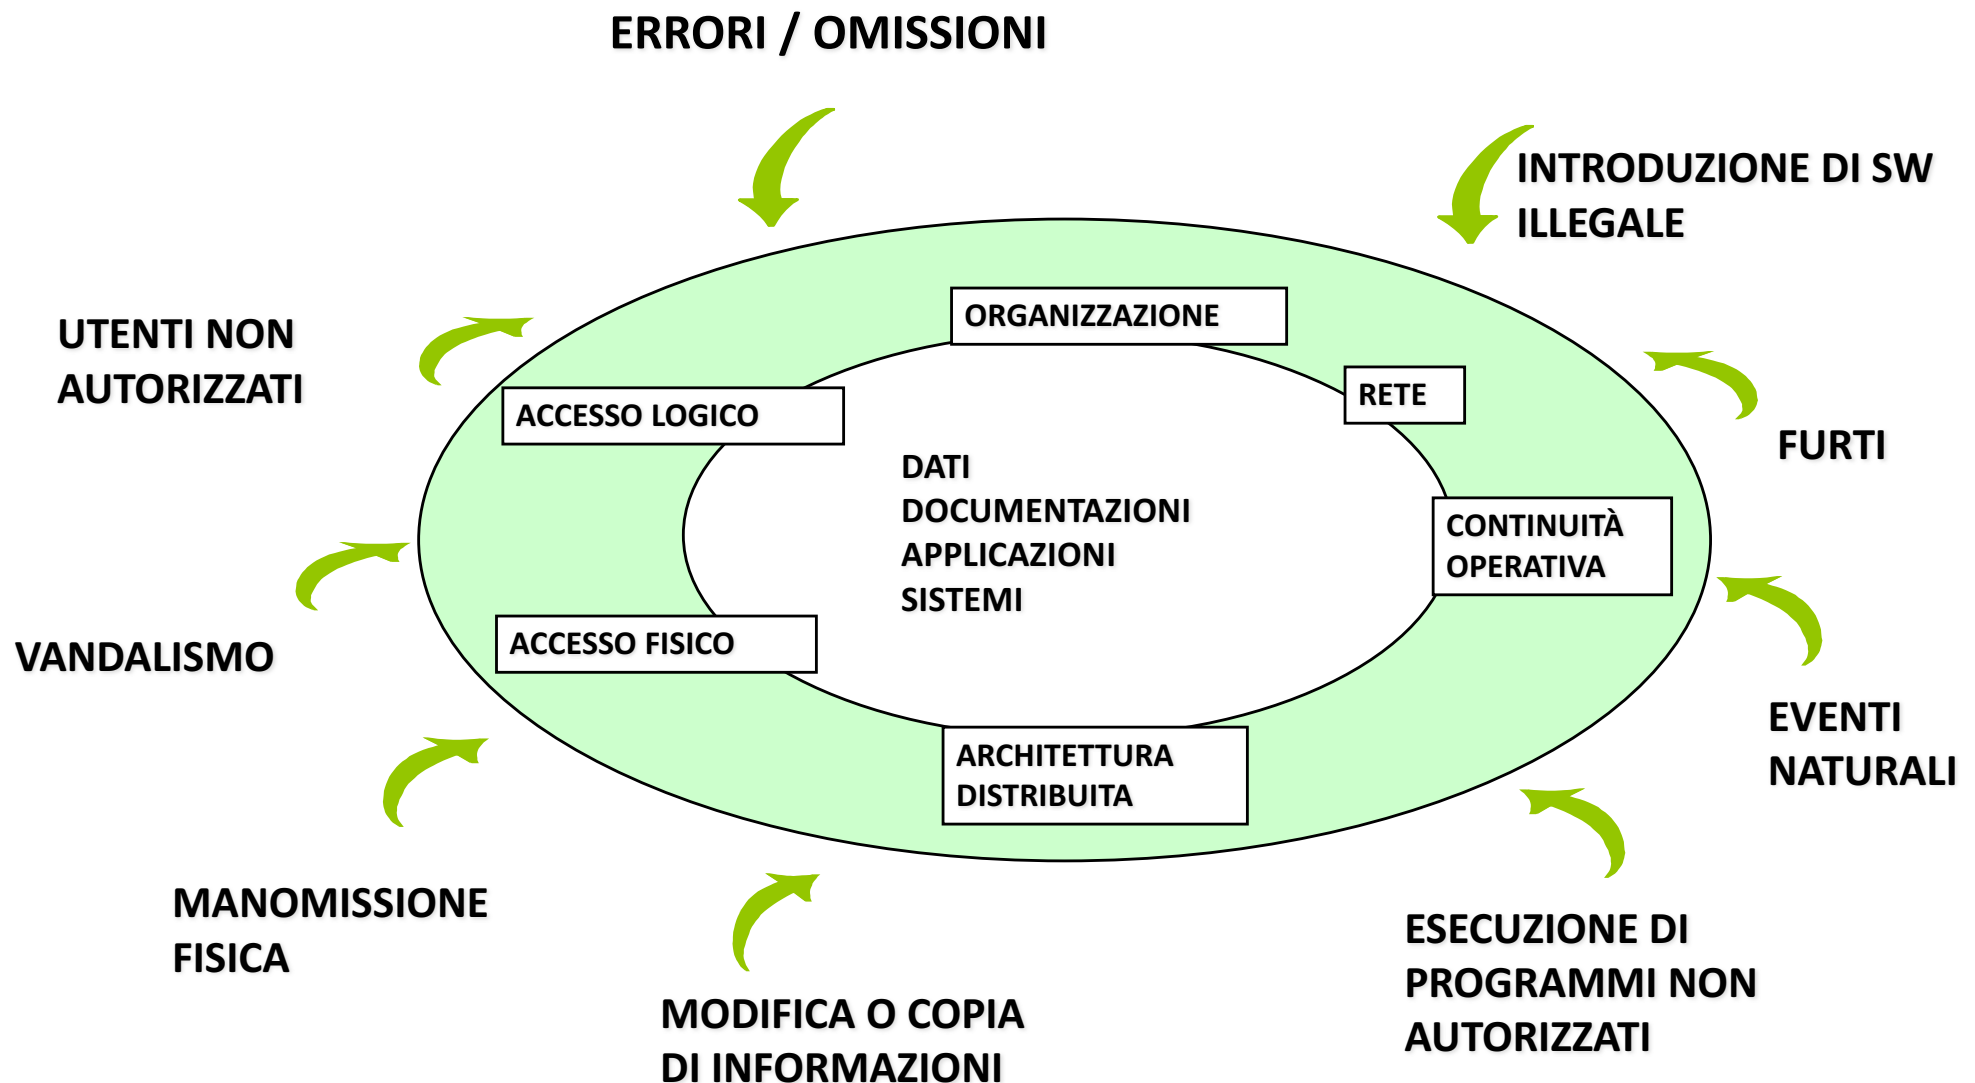 ERRORI / OMISSIONI
INTRODUZIONE DI SW
ILLEGALE
UTENTI NON
AUTORIZZATI
ORGANIZZAZIONE
RETE
ACCESSO LOGICO
FURTI
DATI
DOCUMENTAZIONI
APPLICAZIONI
SISTEMI
CONTINUITÀ
OPERATIVA
VANDALISMO
ACCESSO FISICO
EVENTI
NATURALI
ARCHITETTURA
DISTRIBUITA
MANOMISSIONE
FISICA
ESECUZIONE DI
PROGRAMMI NON
AUTORIZZATI
MODIFICA O COPIA
DI INFORMAZIONI